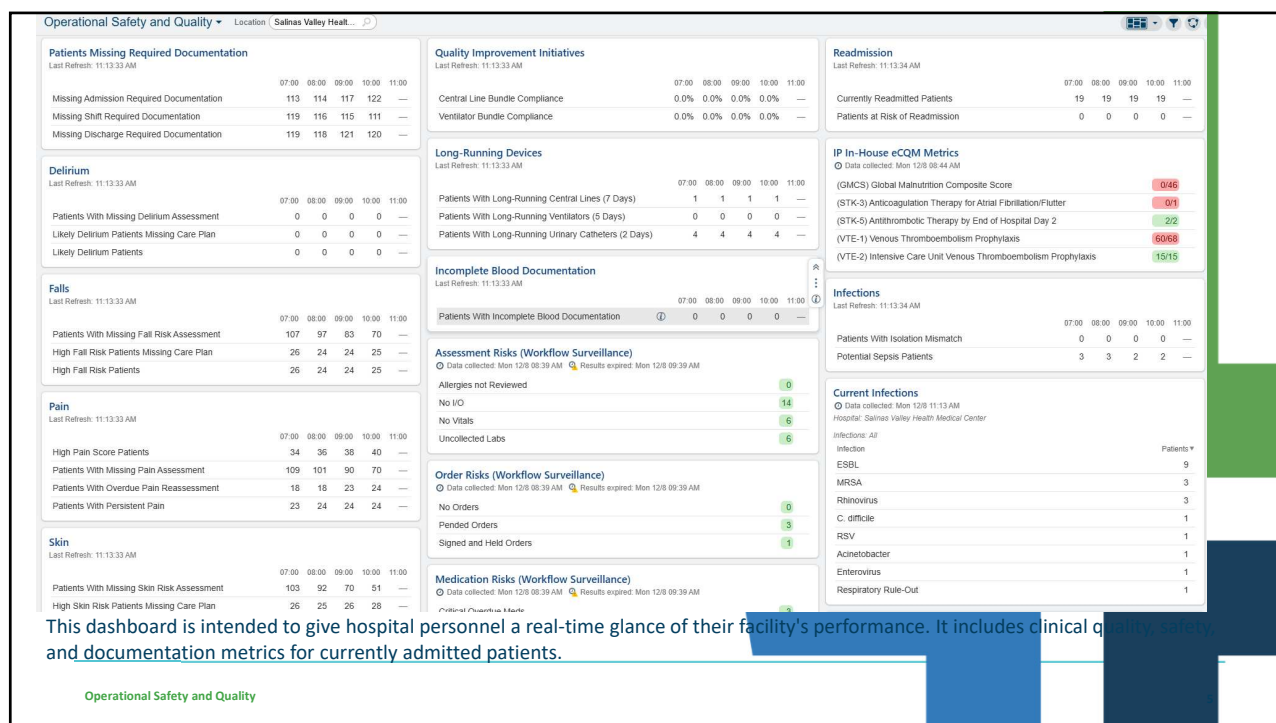 Operational Safety and Quality Location Salinas Valley Healt...
Patients Missing Required Documentation
Last Refresh: 11:13:33 AM
07:00 08:00 09:00 10:00 11:00
Missing Admission Required Documentation 113 114 117 122 —
Missing Shift Required Documentation 119 116 115 111 —
Missing Discharge Required Documentation 119 118 121 120 —
Delirium
Last Refresh: 11:13:33 AM
07:00 08:00 09:00 10:00 11:00
Patients With Missing Delirium Assessment 0 0 0 0 —
Likely Delirium Patients Missing Care Plan 0 0 0 0 —
Likely Delirium Patients 0 0 0 0 —
Falls
Last Refresh: 11:13:33 AM
07:00 08:00 09:00 10:00 11:00
Patients With Missing Fall Risk Assessment 107 97 83 70 —
High Fall Risk Patients Missing Care Plan 26 24 24 25 —
High Fall Risk Patients 26 24 24 25 —
Pain
Last Refresh: 11:13:33 AM
07:00 08:00 09:00 10:00 11:00
High Pain Score Patients 34 36 38 40 —
Patients With Missing Pain Assessment 109 101 90 70 —
Patients With Overdue Pain Reassessment 18 18 23 24 —
Patients With Persistent Pain 23 24 24 24 —
Skin
Last Refresh: 11:13:33 AM
07:00 08:00 09:00 10:00 11:00
Patients With Missing Skin Risk Assessment 103 92 70 51 —
High Skin Risk Patients Missing Care Plan 26 25 26 28 —
Quality Improvement Initiatives
Last Refresh: 11:13:33 AM
07:00 08:00 09:00 10:00 11:00
Central Line Bundle Compliance 0.0% 0.0% 0.0% 0.0% —
Ventilator Bundle Compliance 0.0% 0.0% 0.0% 0.0% —
Long-Running Devices
Last Refresh: 11:13:33 AM
07:00 08:00 09:00 10:00 11:00
Patients With Long-Running Central Lines (7 Days) 1 1 1 1 —
Patients With Long-Running Ventilators (5 Days) 0 0 0 0 —
Patients With Long-Running Urinary Catheters (2 Days) 4 4 4 4 —
Incomplete Blood Documentation
Last Refresh: 11:13:33 AM
07:00 08:00 09:00 10:00 11:00
Patients With Incomplete Blood Documentation 0 0 0 0 —
Assessment Risks (Workflow Surveillance)
Data collected: Mon 12/8 08:39 AM Results expired: Mon 12/8 09:39 AM
Allergies not Reviewed 0
No I/O 14
No Vitals 6
Uncollected Labs 6
Order Risks (Workflow Surveillance)
Data collected: Mon 12/8 08:39 AM Results expired: Mon 12/8 09:39 AM
No Orders 0
Pended Orders 3
Signed and Held Orders 1
Medication Risks (Workflow Surveillance)
Data collected: Mon 12/8 08:39 AM Results expired: Mon 12/8 09:39 AM
Critical Overdue Meds
Readmission
Last Refresh: 11:13:34 AM
07:00 08:00 09:00 10:00 11:00
Currently Readmitted Patients 19 19 19 19 —
Patients at Risk of Readmission 0 0 0 0 —
IP In-House eCQM Metrics
Data collected: Mon 12/8 08:44 AM
(GMCS) Global Malnutrition Composite Score 0/46
(STK-3) Anticoagulation Therapy for Atrial Fibrillation/Flutter 0/1
(STK-5) Antithrombotic Therapy by End of Hospital Day 2 2/2
(VTE-1) Venous Thromboembolism Prophylaxis 60/68
(VTE-2) Intensive Care Unit Venous Thromboembolism Prophylaxis 15/15
Infections
Last Refresh: 11:13:34 AM
07:00 08:00 09:00 10:00 11:00
Patients With Isolation Mismatch 0 0 0 0 —
Potential Sepsis Patients 3 3 2 2 —
Current Infections
Data collected: Mon 12/8 11:13 AM
Hospital: Salinas Valley Health Medical Center
Infections: All
Infection Patients
ESBL 9
MRSA 3
Rhinovirus 3
C. difficile 1
RSV 1
Acinetobacter 1
Enterovirus 1
Respiratory Rule-Out 1
This dashboard is intended to give hospital personnel a real-time glance of their facility's performance. It includes clinical quality, safety,
and documentation metrics for currently admitted patients.
Operational Safety and Quality